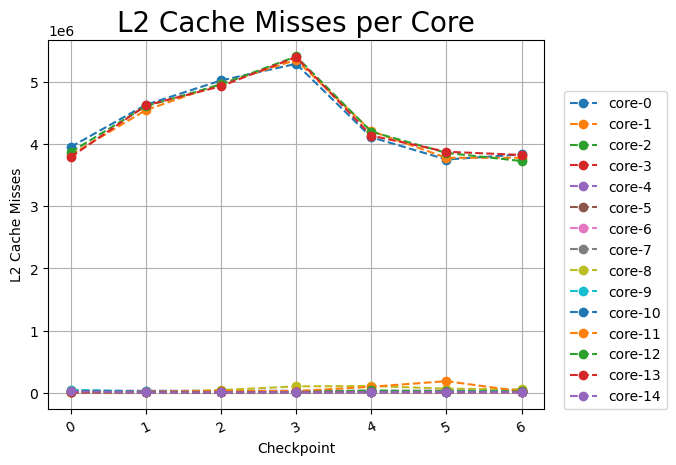 L2 Cache Misses per Core
1e6
5
4
3
2
1
0
L2 Cache Misses
0 1 2 3 4 5 6
Checkpoint
core-0
core-1
core-2
core-3
core-4
core-5
core-6
core-7
core-8
core-9
core-10
core-11
core-12
core-13
core-14